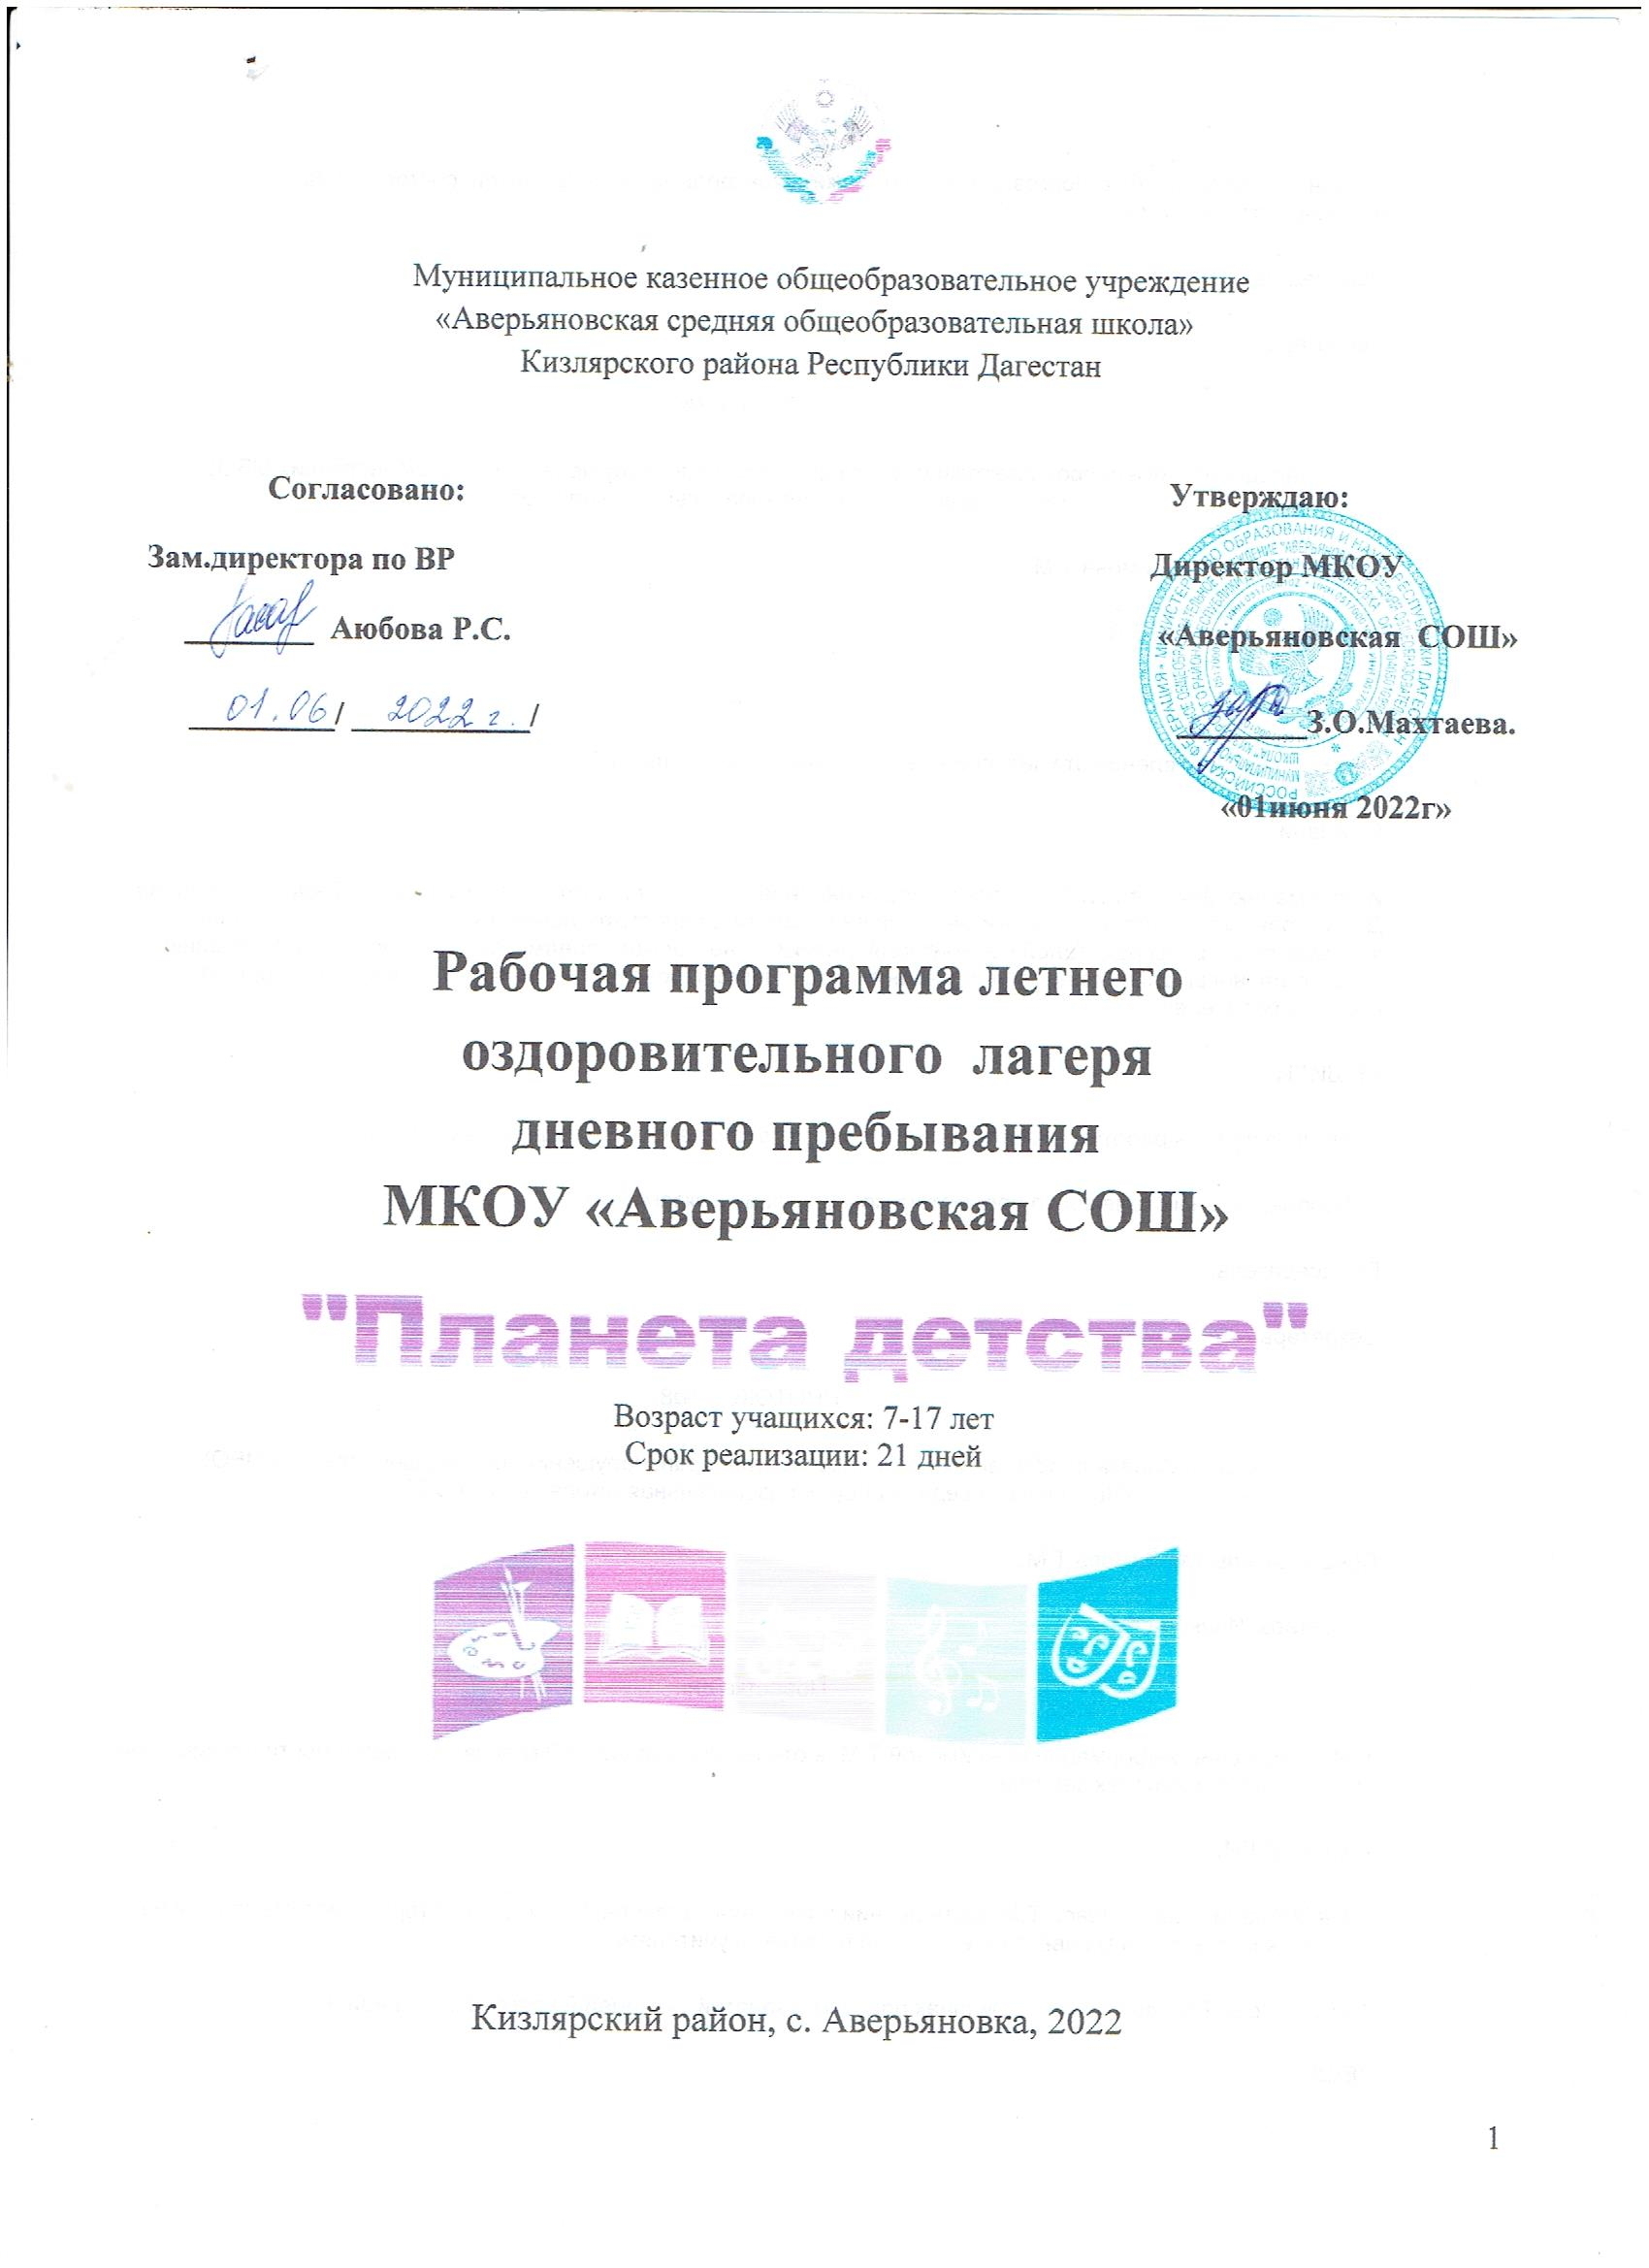 Муниципальное казенное общеобразовательное учреждение
«Аверьяновская средняя общеобразовательная школа»
Кизлярского района Республики Дагестан
Согласовано:
Зам.директора по ВР
Аюбова Р.С.
01.06 / 2022 г. /
Утверждаю:
Директор МКОУ
«Аверьяновская СОШ»
З.О.Махтаева.
«01июня 2022г»
Рабочая программа летнего
оздоровительного лагеря
дневного пребывания
МКОУ «Аверьяновская СОШ»
"Планета детства"
Возраст учащихся: 7-17 лет
Срок реализации: 21 дней
Кизлярский район, с. Аверьяновка, 2022
1